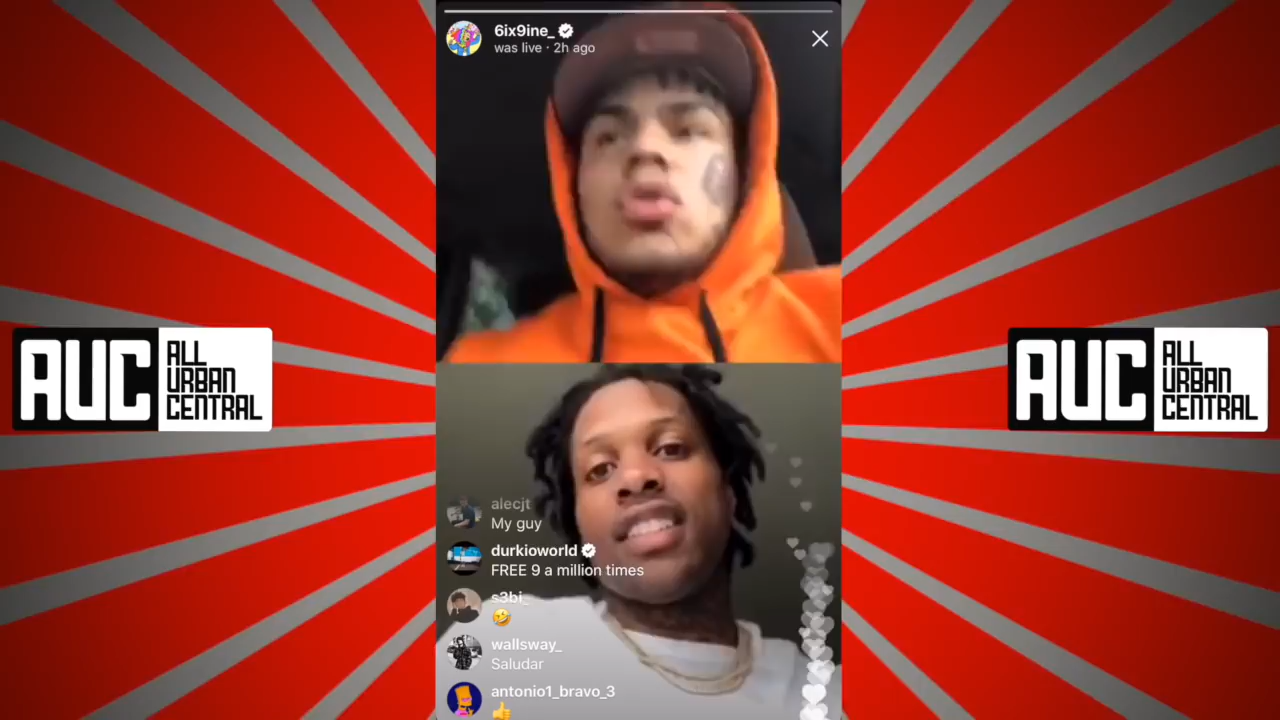 6ix9ine_
was live · 2h ago
AUC ALL
URBAN
CENTRAL
AUC ALL
URBAN
CENTRAL
alecjt
My guy
durkioworld
FREE 9 a million times
s3bi_
🤣
wallsway_
Saludar
antonio1_bravo_3
👍